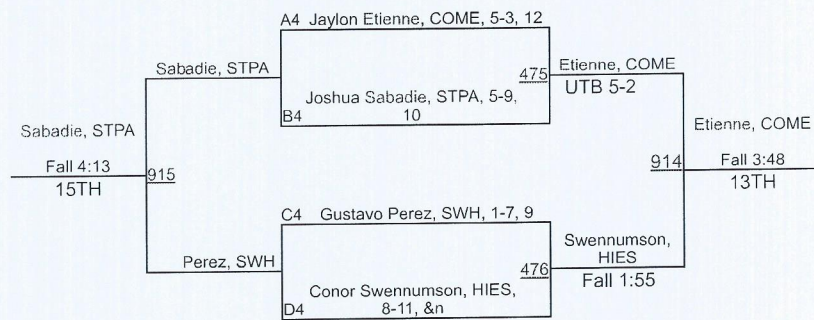 A4 Jaylon Etienne, COME, 5-3, 12
Sabadie, STPA
475
Etienne, COME
UTB 5-2
Joshua Sabadie, STPA, 5-9,
10
B4
Sabadie, STPA
Fall 4:13
15TH
915
Etienne, COME
914
Fall 3:48
13TH
C4 Gustavo Perez, SWH, 1-7, 9
Perez, SWH
476
Swennumson,
HIES
Fall 1:55
Conor Swennumson, HIES,
8-11, &n
D4